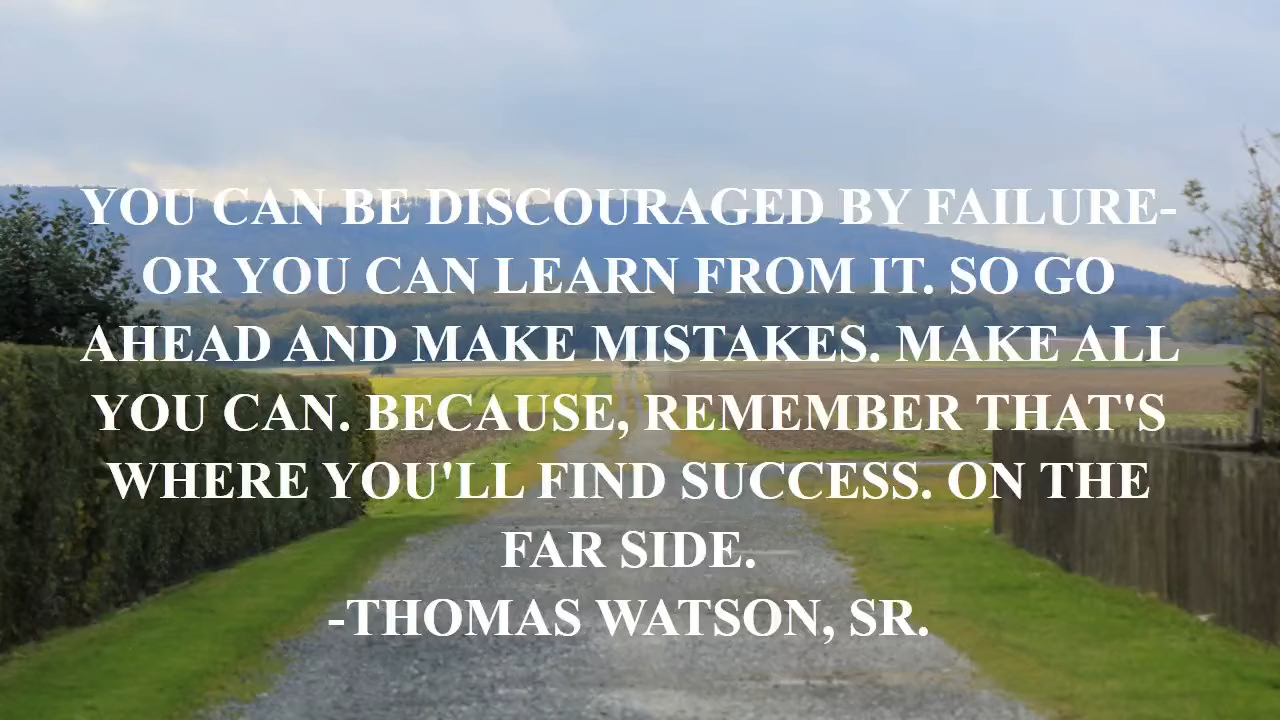 YOU CAN BE DISCOURAGED BY FAILURE-
OR YOU CAN LEARN FROM IT. SO GO
AHEAD AND MAKE MISTAKES. MAKE ALL
YOU CAN. BECAUSE, REMEMBER THAT'S
WHERE YOU'LL FIND SUCCESS. ON THE
FAR SIDE.
-THOMAS WATSON, SR.